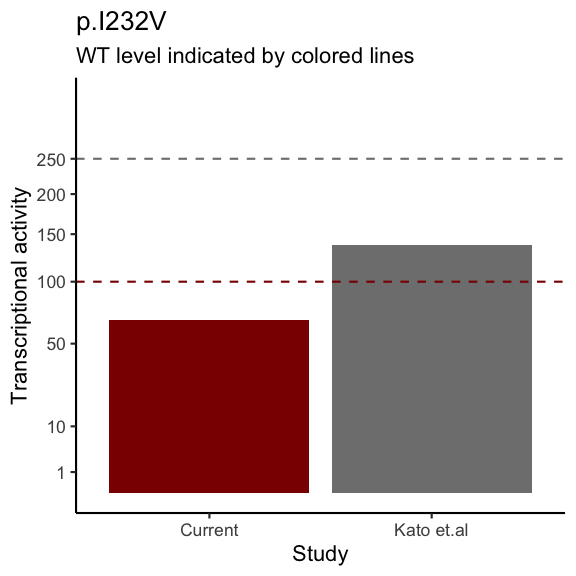 p.I232V
WT level indicated by colored lines
Transcriptional activity
250
200
150
100
50
10
1
Current
Kato et.al
Study